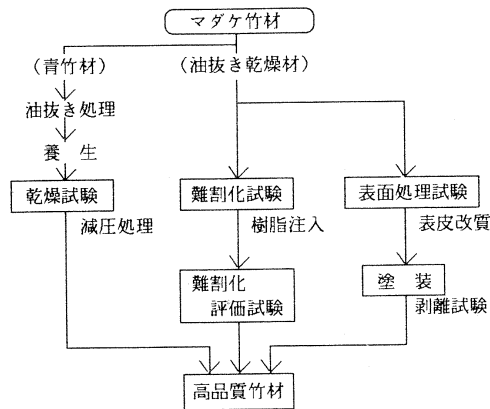 マダケ竹材
（青竹材）
（油抜き乾燥材）
油抜き処理
養　生
乾燥試験
難割化試験
表面処理試験
減圧処理
樹脂注入
表皮改質
難割化
評価試験
塗　装
剥離試験
高品質竹材